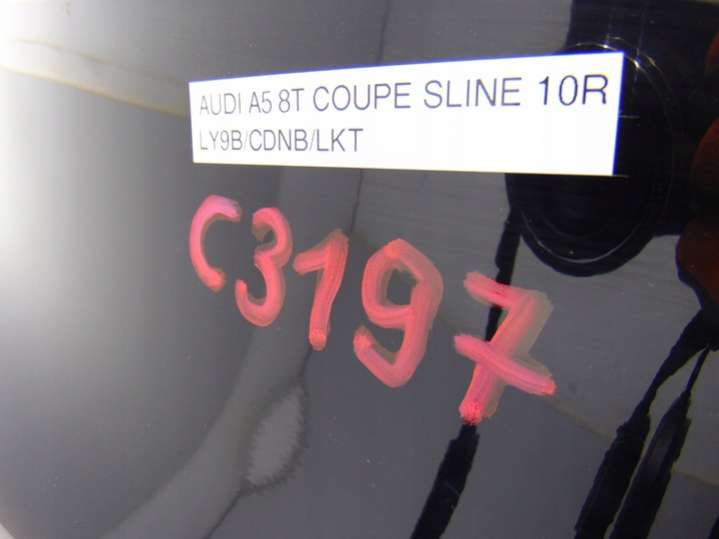 AUDI A5 8T COUPE SLINE 10R
LY9B/CDNB/LKT
C3197